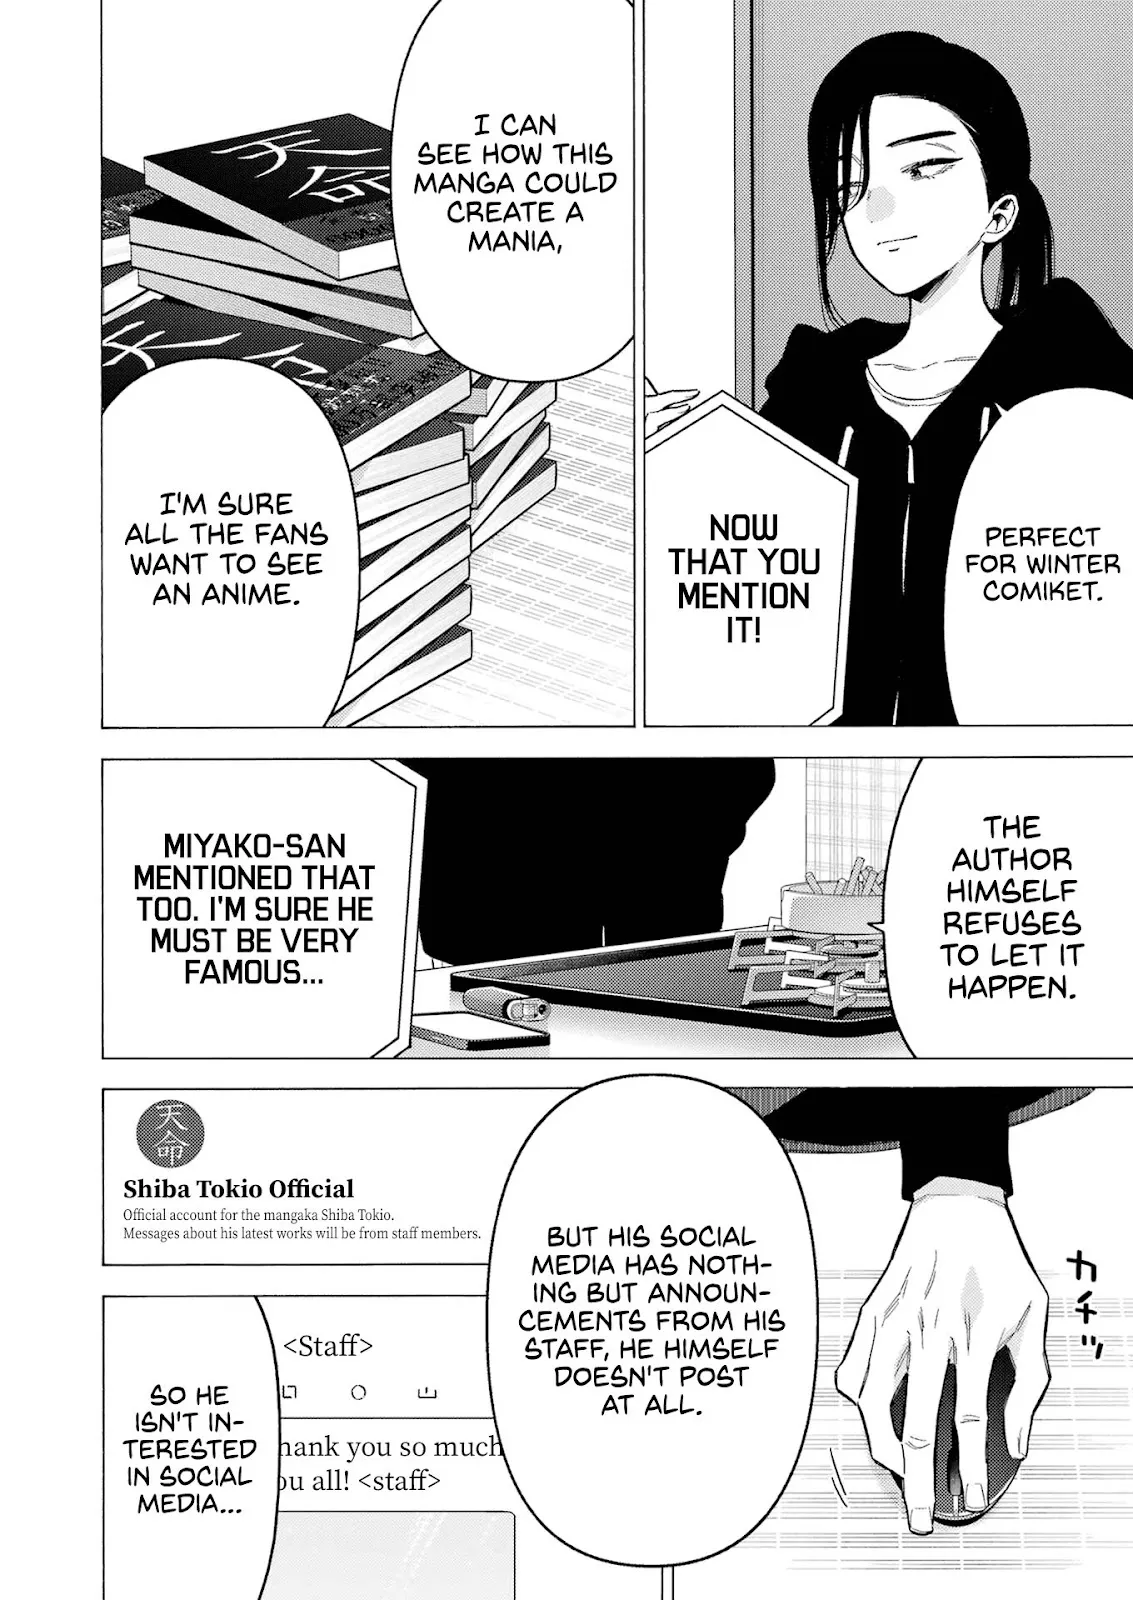 PERFECT
FOR WINTER
COMIKET.
NOW
THAT YOU
MENTION
IT!
I CAN
SEE HOW THIS
MANGA COULD
CREATE A
MANIA,
天命
天命
I'M SURE
ALL THE FANS
WANT TO SEE
AN ANIME.
THE
AUTHOR
HIMSELF
REFUSES
TO LET IT
HAPPEN.
MIYAKO-SAN
MENTIONED THAT
TOO. I'M SURE HE
MUST BE VERY
FAMOUS...
カチッ
BUT HIS SOCIAL
MEDIA HAS NOTH-
ING BUT ANNOUN-
CEMENTS FROM HIS
STAFF, HE HIMSELF
DOESN'T POST
AT ALL.
天
命
Shiba Tokio Official
Official account for the mangaka Shiba Tokio.
Messages about his latest works will be from staff members.
<Staff>
hank you so much
ou all! <staff>
SO HE
ISN'T IN-
TERESTED
IN SOCIAL
MEDIA...